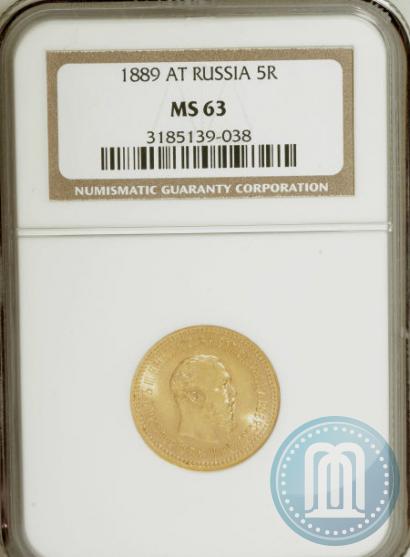 1889 AT RUSSIA 5R
MS 63
3185139-038
NUMISMATIC GUARANTY CORPORATION